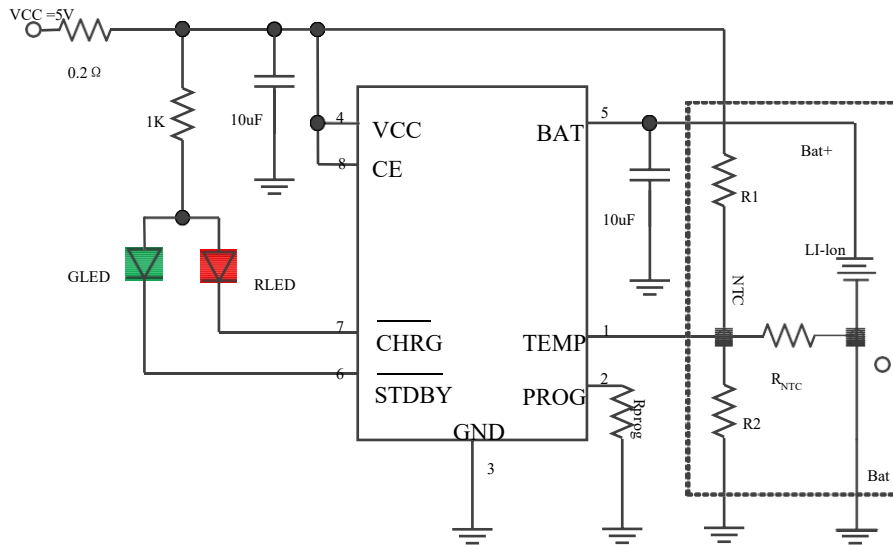 VCC =5V
0.2 Ω
1K
10uF
4
VCC
8
CE
5
BAT
Bat+
R1
10uF
GLED
RLED
NTC
LI-lon
7
CHRG
TEMP
1
6
STDBY
PROG
2
Rprog
R2
RNTC
GND
3
Bat